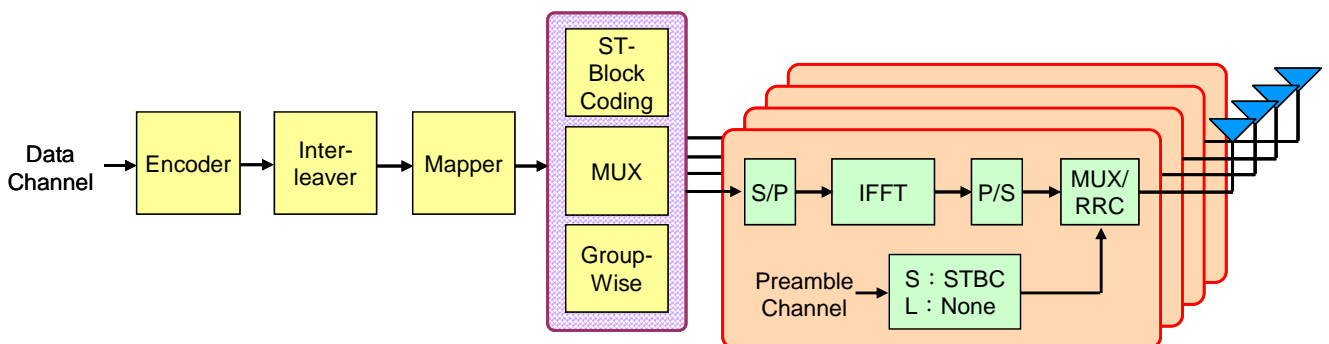 Data
Channel
Encoder
Inter-
leaver
Mapper
ST-
Block
Coding
MUX
Group-
Wise
S/P
IFFT
P/S
MUX/
RRC
Preamble
Channel
S：STBC
L：None